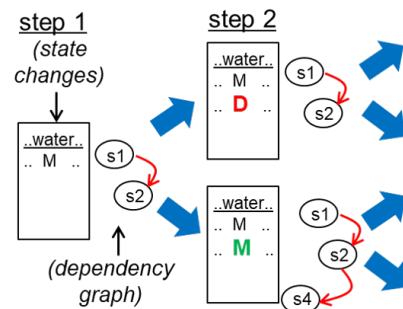 step 1
(state
changes)
..water..
.. M ..
s1
s2
(dependency
graph)
step 2
..water..
.. M ..
.. D ..
s1
s2
..water..
.. M ..
.. M ..
s1
s2
s4